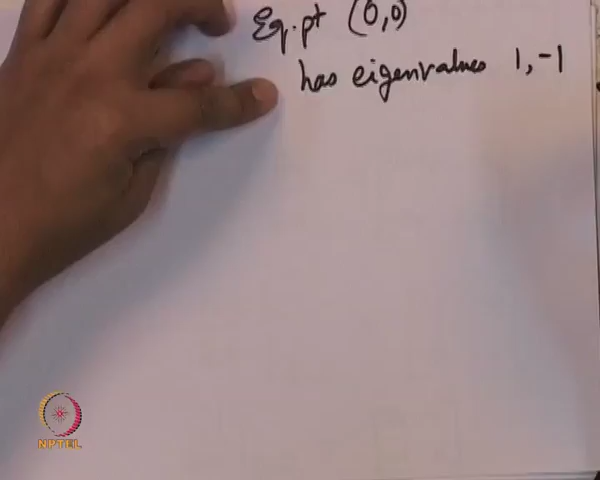 Eq. pt (0,0)
has eigenvalues 1, -1
NPTEL